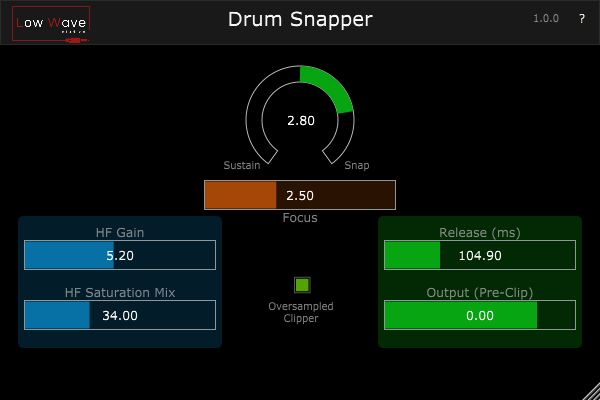 Low Wave
studios
Drum Snapper
1.0.0
?
2.80
Sustain
Snap
2.50
Focus
HF Gain
5.20
HF Saturation Mix
34.00
Oversampled
Clipper
Release (ms)
104.90
Output (Pre-Clip)
0.00